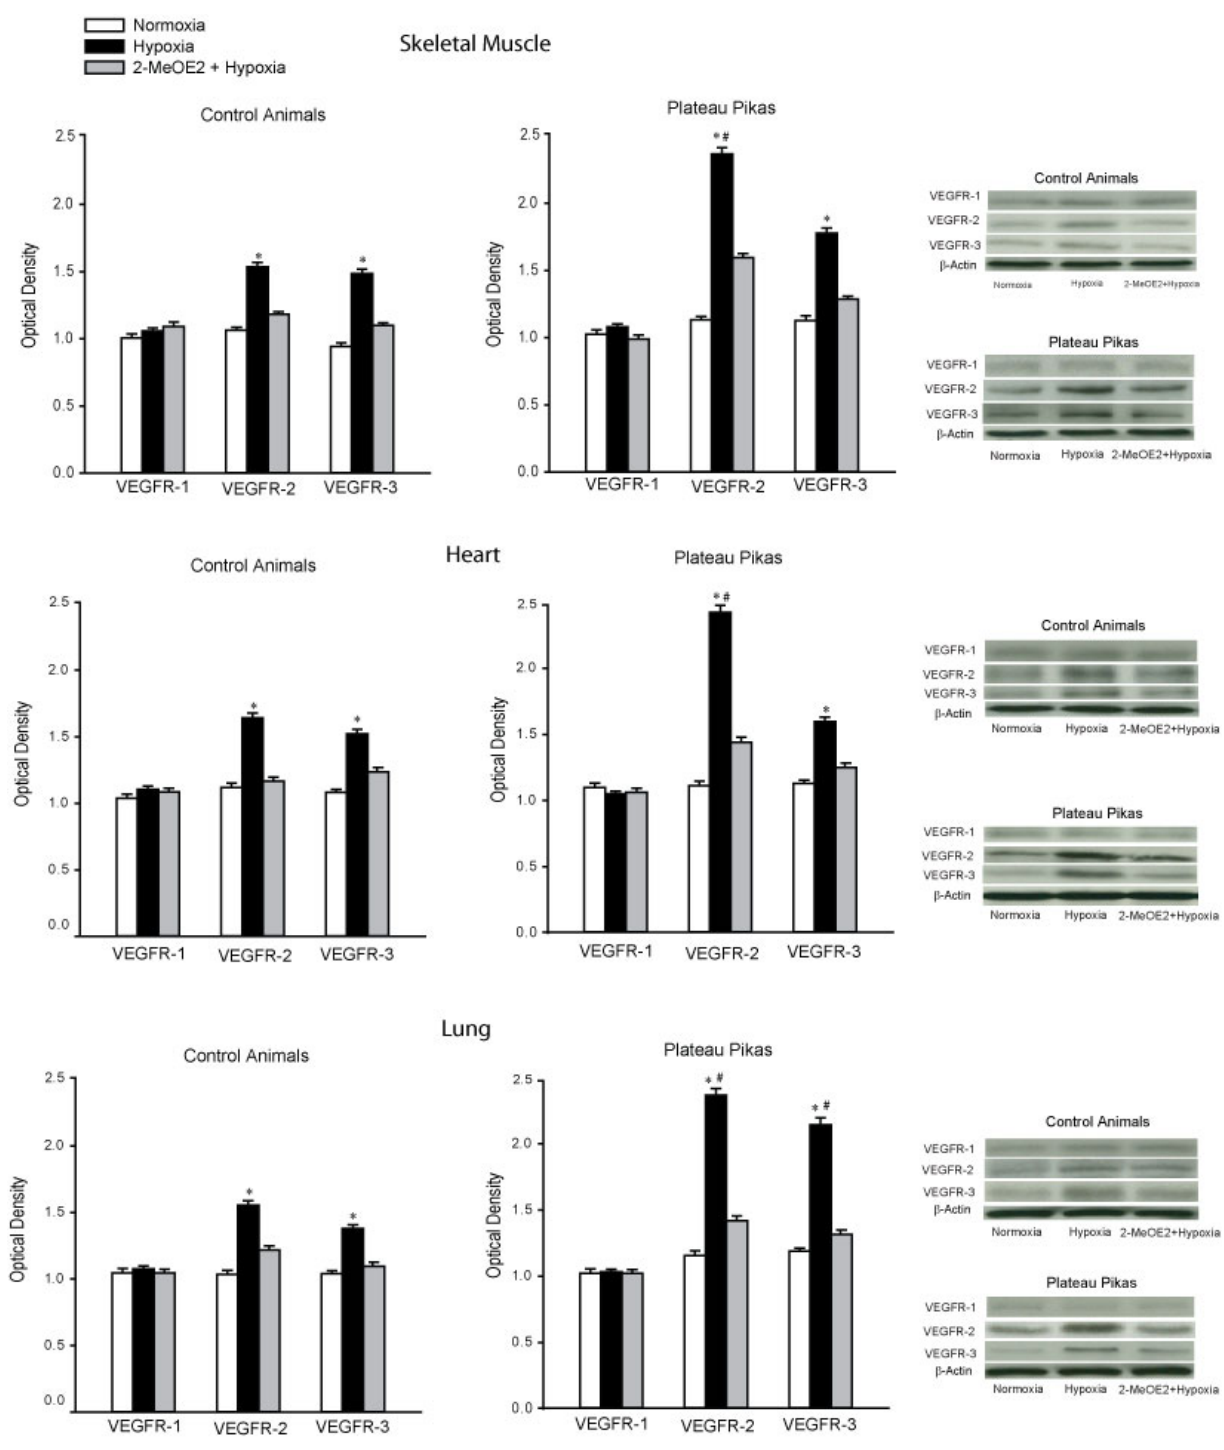 Normoxia
Hypoxia
2-MeOE2 + Hypoxia
Skeletal Muscle
Control Animals
Optical Density
2.5
2.0
1.5
1.0
0.5
0.0
*
*
VEGFR-1
VEGFR-2
VEGFR-3
Plateau Pikas
Optical Density
2.5
2.0
1.5
1.0
0.5
0.0
*#
*
VEGFR-1
VEGFR-2
VEGFR-3
Control Animals
VEGFR-1
VEGFR-2
VEGFR-3
β-Actin
Normoxia Hypoxia 2-MeOE2+Hypoxia
Plateau Pikas
VEGFR-1
VEGFR-2
VEGFR-3
β-Actin
Normoxia Hypoxia 2-MeOE2+Hypoxia
Heart
Control Animals
Optical Density
2.5
2.0
1.5
1.0
0.5
0.0
*
*
VEGFR-1
VEGFR-2
VEGFR-3
Plateau Pikas
Optical Density
2.5
2.0
1.5
1.0
0.5
0.0
*#
*
VEGFR-1
VEGFR-2
VEGFR-3
Control Animals
VEGFR-1
VEGFR-2
VEGFR-3
β-Actin
Normoxia Hypoxia 2-MeOE2+Hypoxia
Plateau Pikas
VEGFR-1
VEGFR-2
VEGFR-3
β-Actin
Normoxia Hypoxia 2-MeOE2+Hypoxia
Lung
Control Animals
Optical Density
2.5
2.0
1.5
1.0
0.5
0.0
*
*
VEGFR-1
VEGFR-2
VEGFR-3
Plateau Pikas
Optical Density
2.5
2.0
1.5
1.0
0.5
0.0
*#
*#
VEGFR-1
VEGFR-2
VEGFR-3
Control Animals
VEGFR-1
VEGFR-2
VEGFR-3
β-Actin
Normoxia Hypoxia 2-MeOE2+Hypoxia
Plateau Pikas
VEGFR-1
VEGFR-2
VEGFR-3
β-Actin
Normoxia Hypoxia 2-MeOE2+Hypoxia